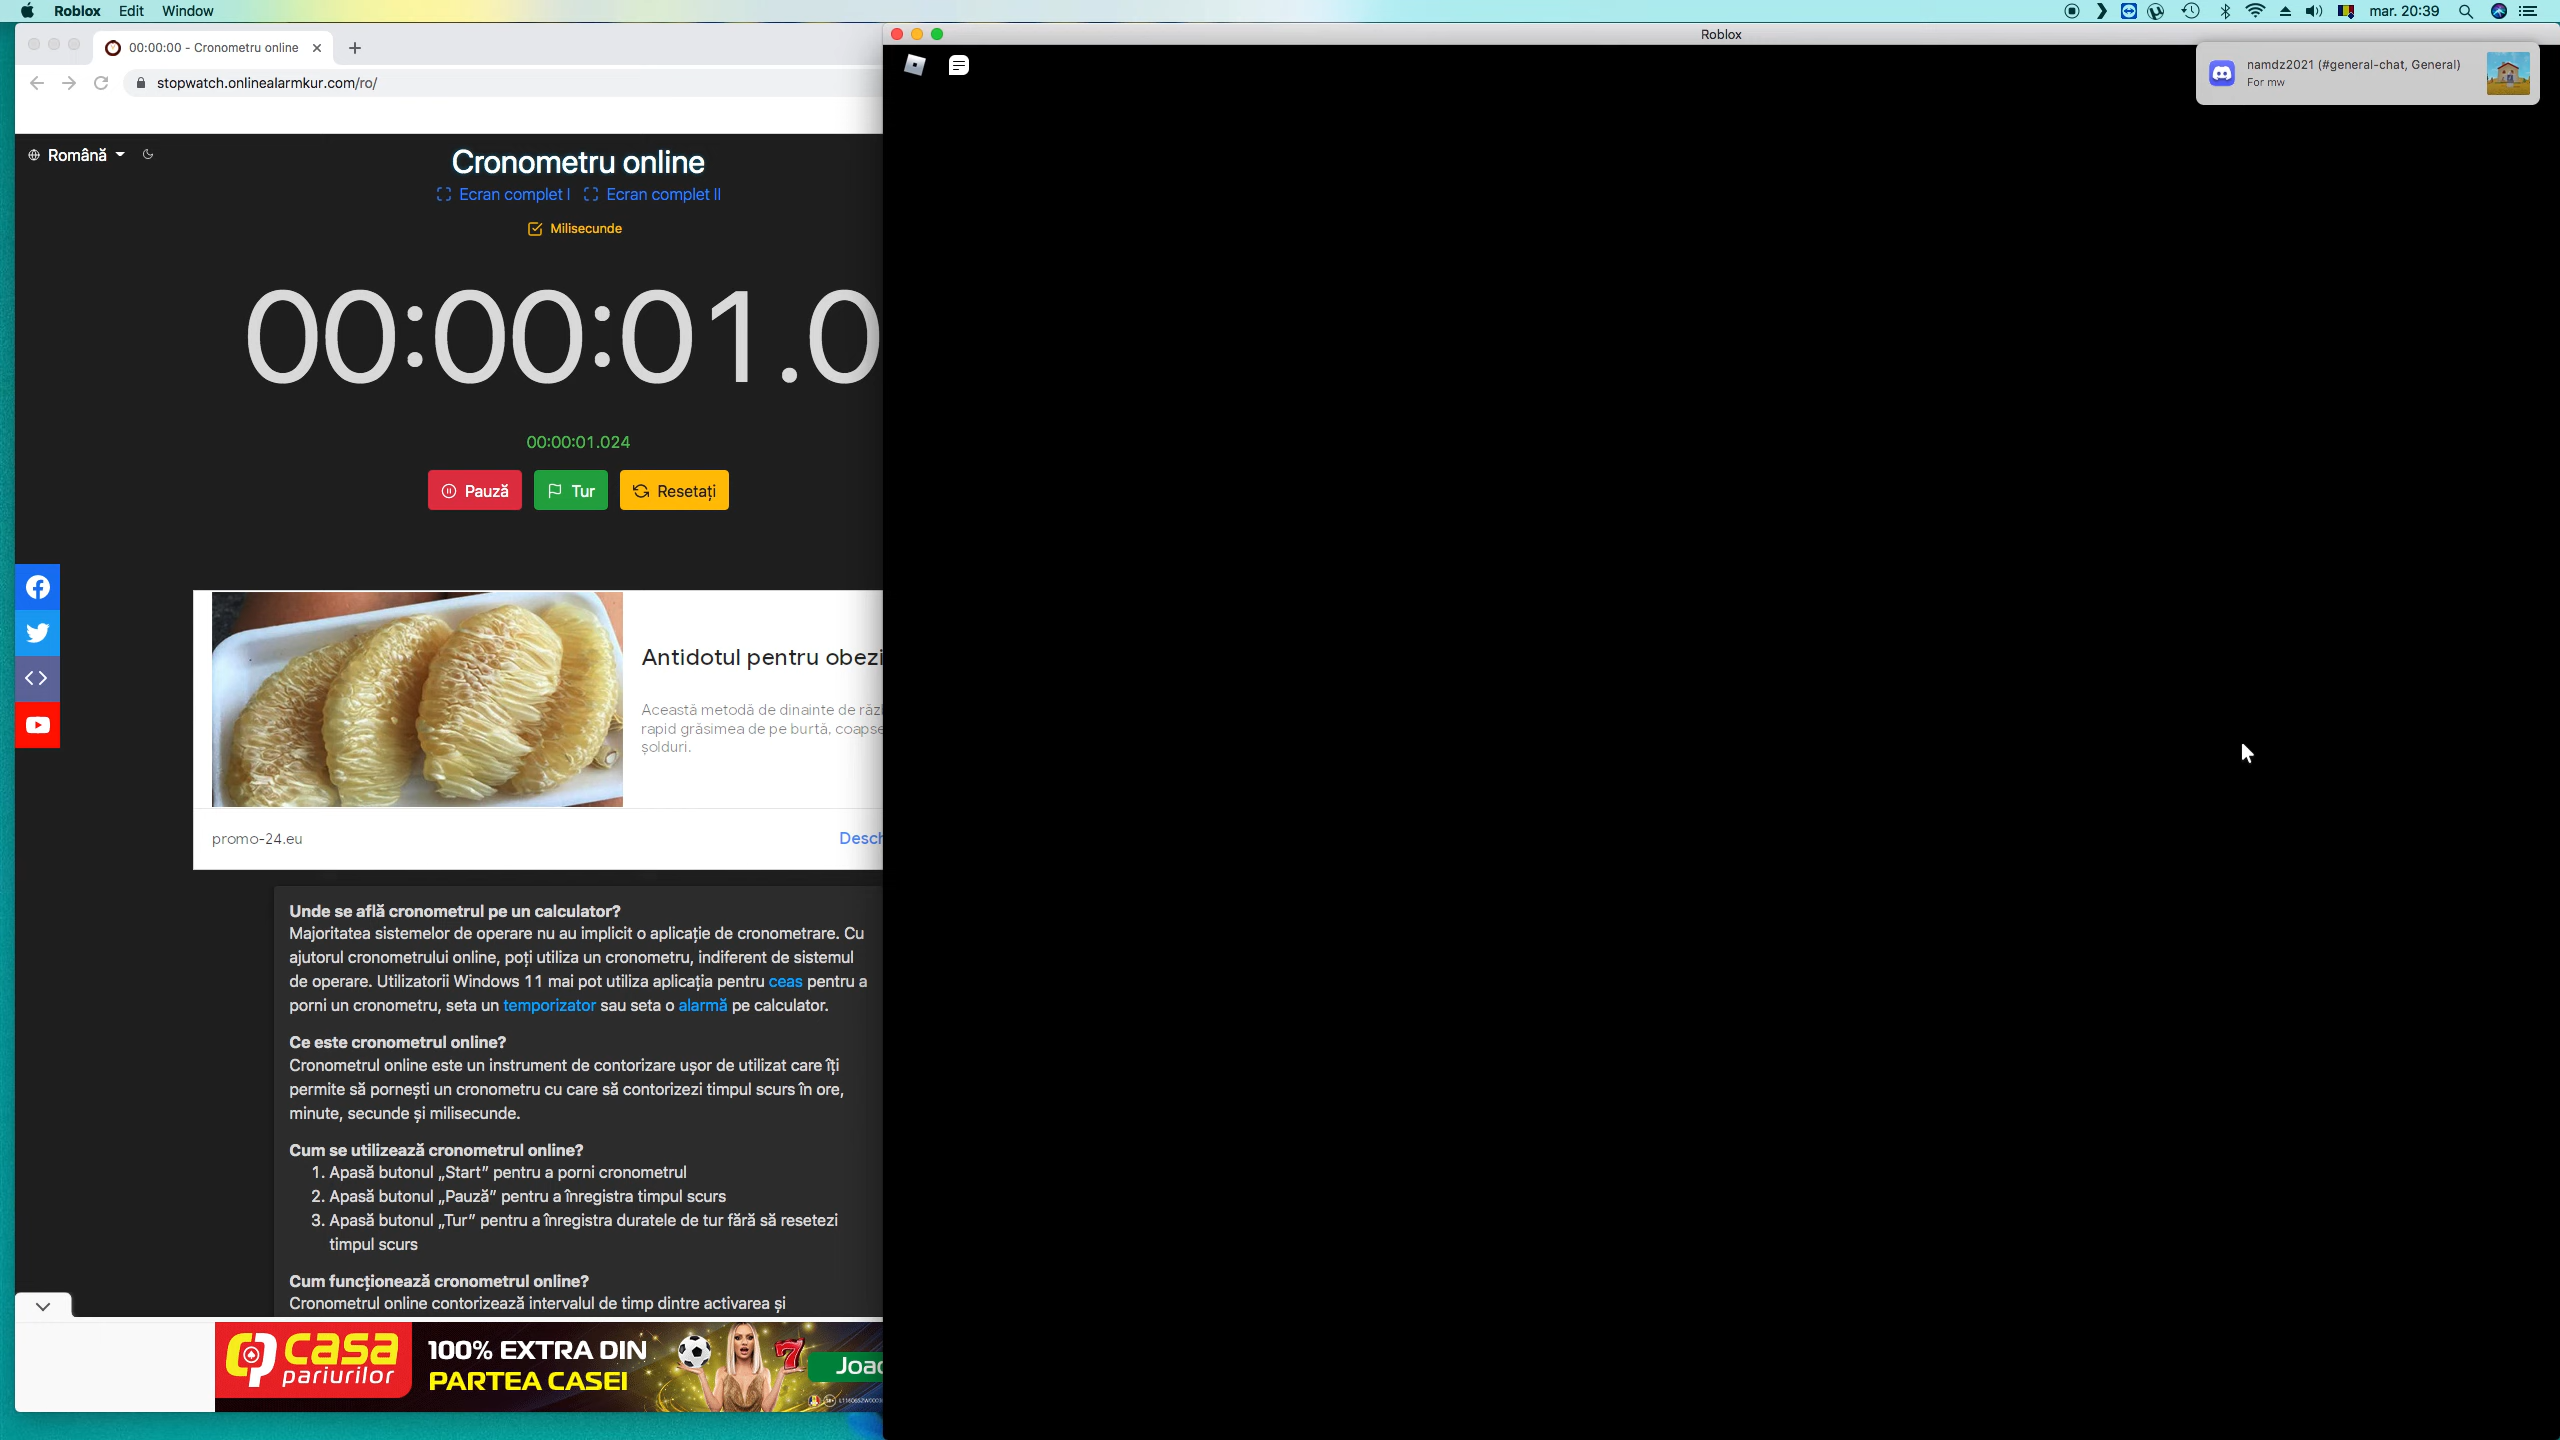 Roblox Edit Window
mar. 20:39
00:00:00 - Cronometru online
stopwatch.onlinealarmkur.com/ro/
Română
Cronometru online
Ecran complet I Ecran complet II
Milisecunde
00:00:01.0
00:00:01.024
Pauză Tur Resetați
Antidotul pentru obezi
Această metodă de dinainte de răz
rapid grăsimea de pe burtă, coapse
șolduri.
promo-24.eu
Desch
Unde se află cronometrul pe un calculator?
Majoritatea sistemelor de operare nu au implicit o aplicație de cronometrare. Cu
ajutorul cronometrului online, poți utiliza un cronometru, indiferent de sistemul
de operare. Utilizatorii Windows 11 mai pot utiliza aplicația pentru ceas pentru a
porni un cronometru, seta un temporizator sau seta o alarmă pe calculator.
Ce este cronometrul online?
Cronometrul online este un instrument de contorizare ușor de utilizat care îți
permite să pornești un cronometru cu care să contorizezi timpul scurs în ore,
minute, secunde și milisecunde.
Cum se utilizează cronometrul online?
1. Apasă butonul „Start” pentru a porni cronometrul
2. Apasă butonul „Pauză” pentru a înregistra timpul scurs
3. Apasă butonul „Tur” pentru a înregistra duratele de tur fără să resetezi
timpul scurs
Cum funcționează cronometrul online?
Cronometrul online contorizează intervalul de timp dintre activarea și
casa
pariurilor
100% EXTRA DIN
PARTEA CASEI
7
Joac
Roblox
namdz2021 (#general-chat, General)
For mw